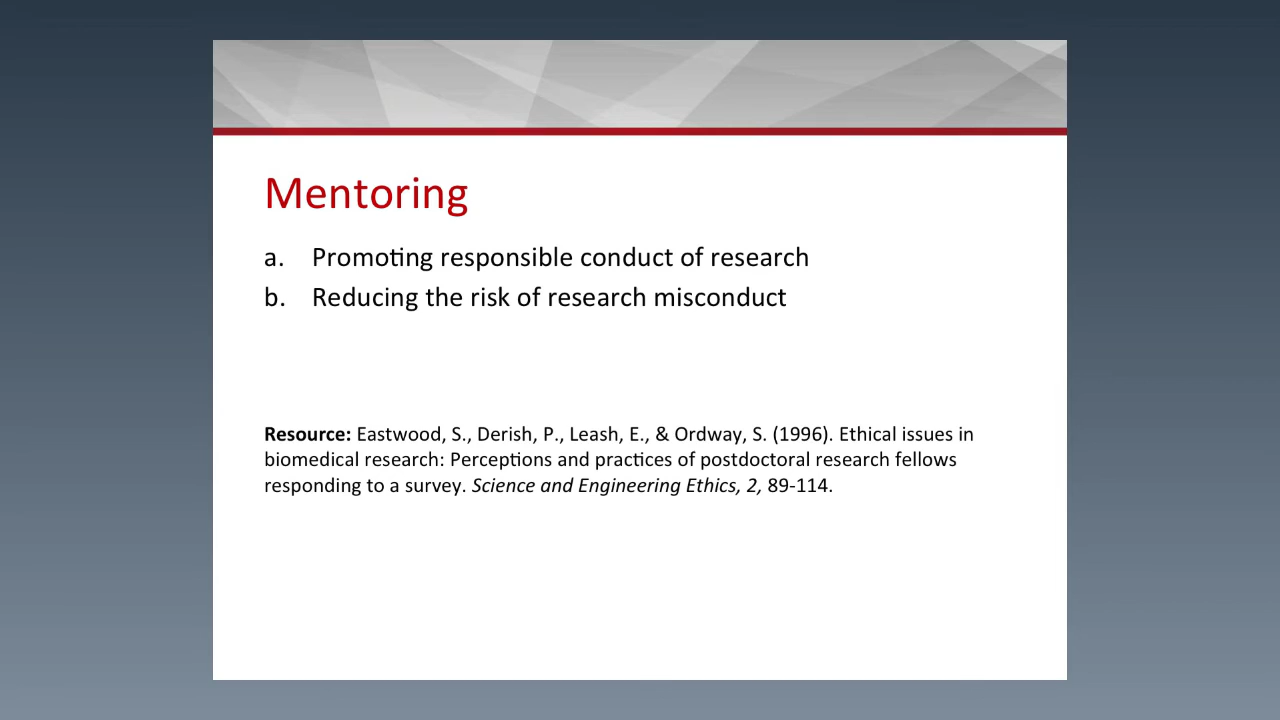 Mentoring
a. Promoting responsible conduct of research
b. Reducing the risk of research misconduct
Resource: Eastwood, S., Derish, P., Leash, E., & Ordway, S. (1996). Ethical issues in
biomedical research: Perceptions and practices of postdoctoral research fellows
responding to a survey. Science and Engineering Ethics, 2, 89-114.